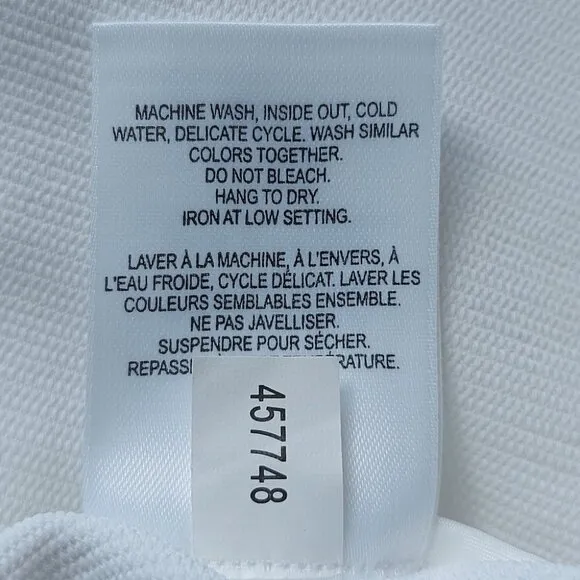 MACHINE WASH, INSIDE OUT, COLD
WATER, DELICATE CYCLE. WASH SIMILAR
COLORS TOGETHER.
DO NOT BLEACH.
HANG TO DRY.
IRON AT LOW SETTING.
LAVER À LA MACHINE, À L'ENVERS, À
L'EAU FROIDE, CYCLE DÉLICAT. LAVER LES
COULEURS SEMBLABLES ENSEMBLE.
NE PAS JAVELLISER.
SUSPENDRE POUR SÉCHER.
457748